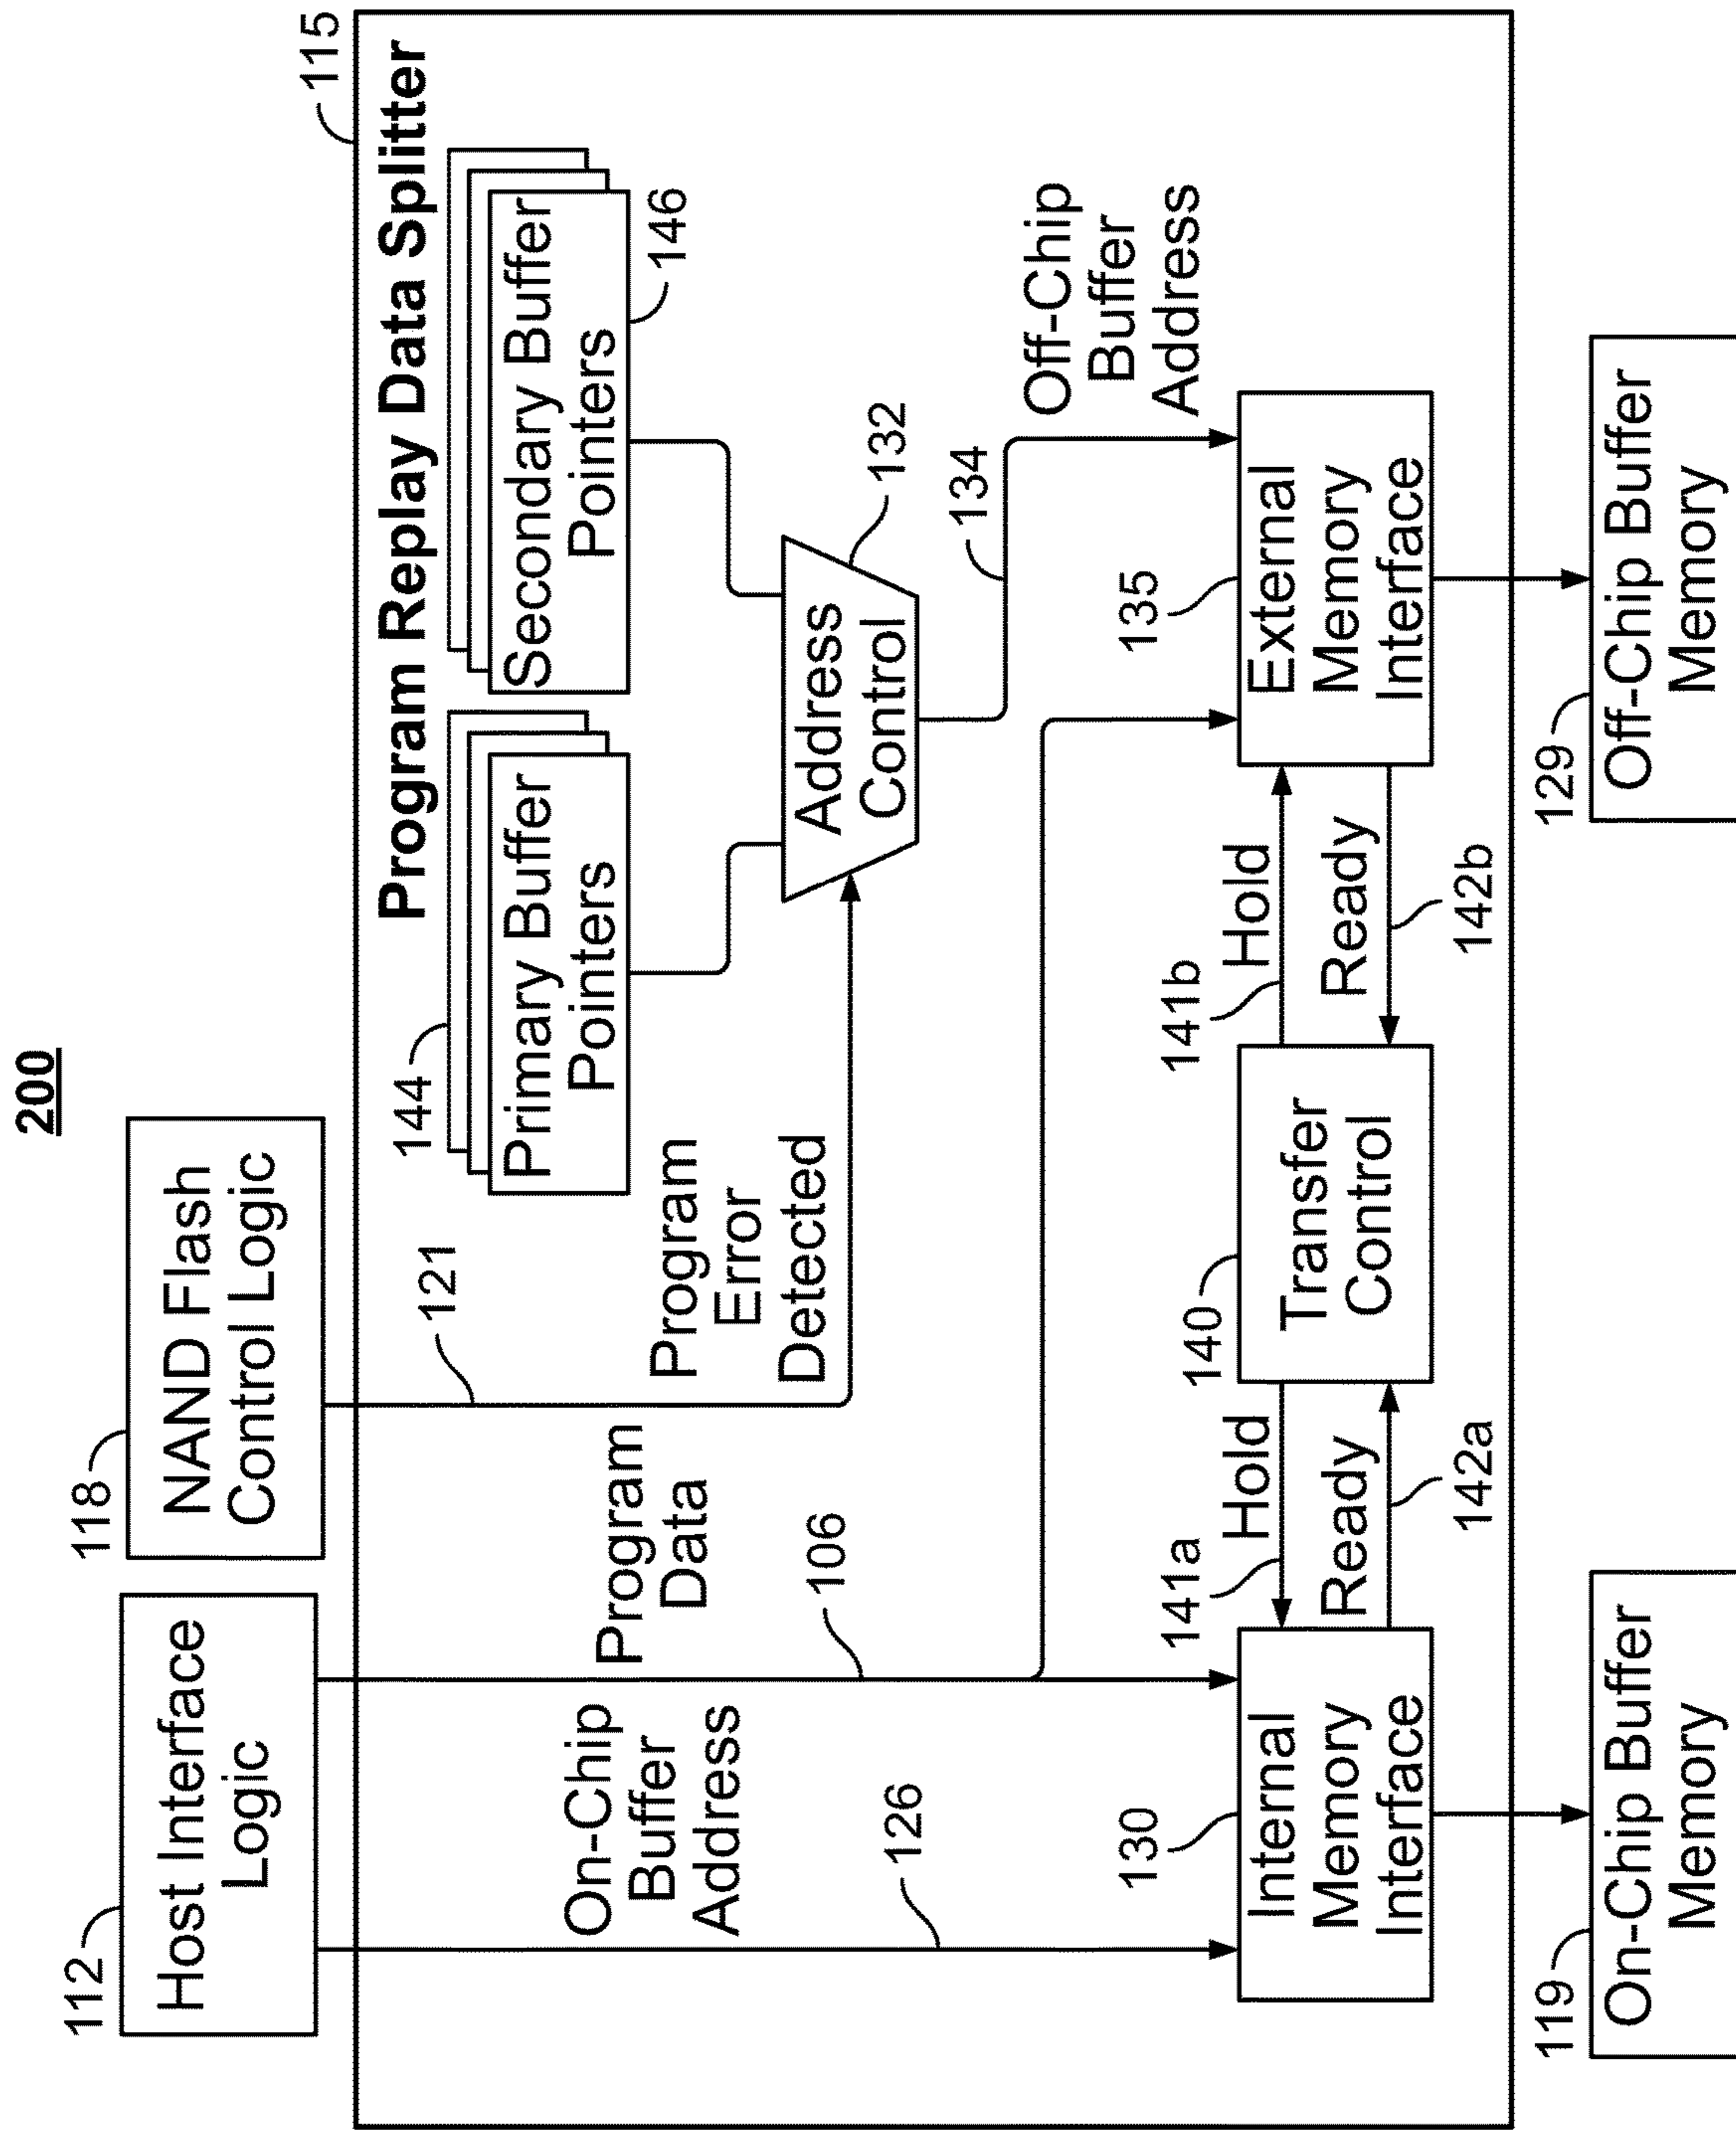 200
112
Host Interface
Logic
118
NAND Flash
Control Logic
115
Program Replay Data Splitter
144
Primary Buffer
Pointers
Secondary Buffer
Pointers
146
121
On-Chip
Buffer
Address
126
Program
Data
106
Program
Error
Detected
Address
Control
132
134
Off-Chip
Buffer
Address
130
Internal
Memory
Interface
141a
Hold
Ready
142a
140
Transfer
Control
141b
Hold
Ready
142b
135
External
Memory
Interface
119
On-Chip Buffer
Memory
129
Off-Chip Buffer
Memory